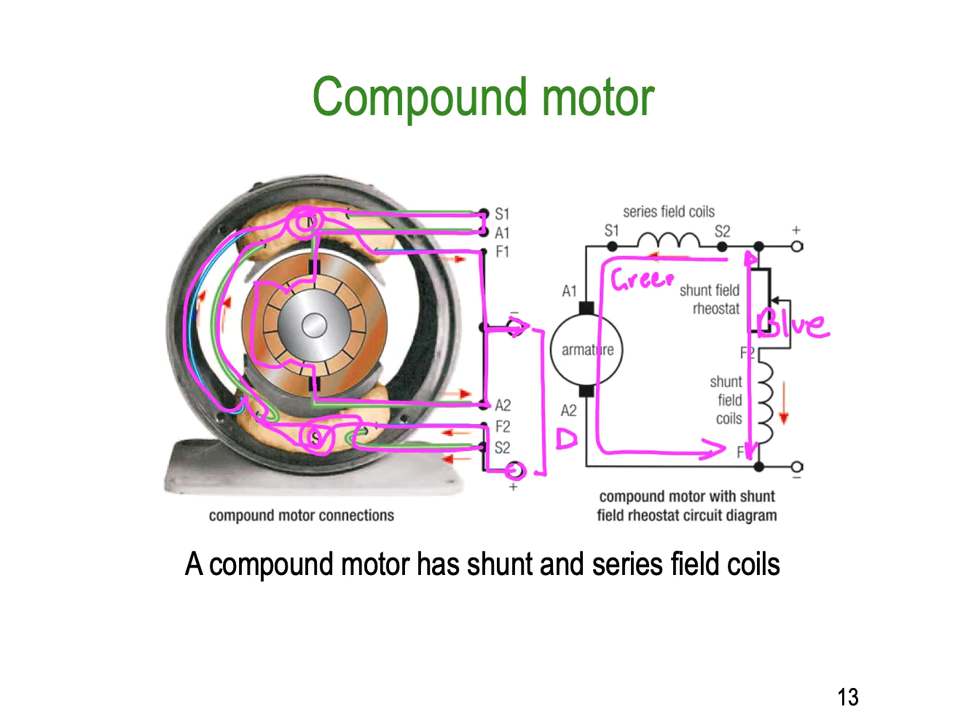 Compound motor
S1
A1
F1
−
A2
F2
S2
+
N
S
D
compound motor connections
series field coils
S1
S2
+
A1
Green
shunt field
rheostat
Blue
armature
F2
shunt
field
coils
A2
F
−
compound motor with shunt
field rheostat circuit diagram
A compound motor has shunt and series field coils
13